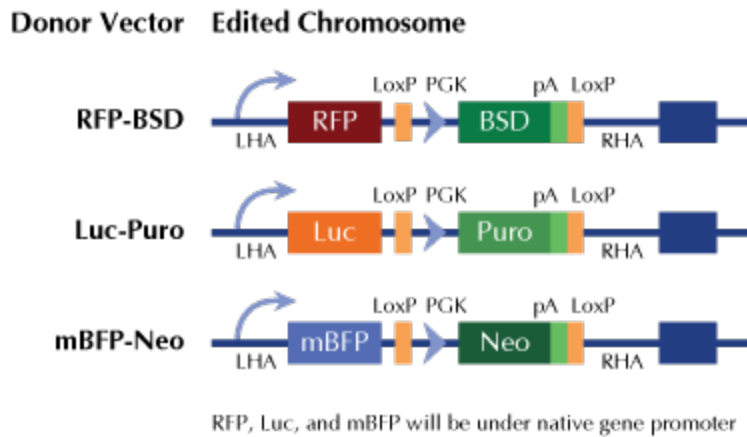 Donor Vector Edited Chromosome
LoxP PGK pA LoxP
RFP-BSD RFP BSD
LHA RHA
LoxP PGK pA LoxP
Luc-Puro Luc Puro
LHA RHA
LoxP PGK pA LoxP
mBFP-Neo mBFP Neo
LHA RHA
RFP, Luc, and mBFP will be under native gene promoter